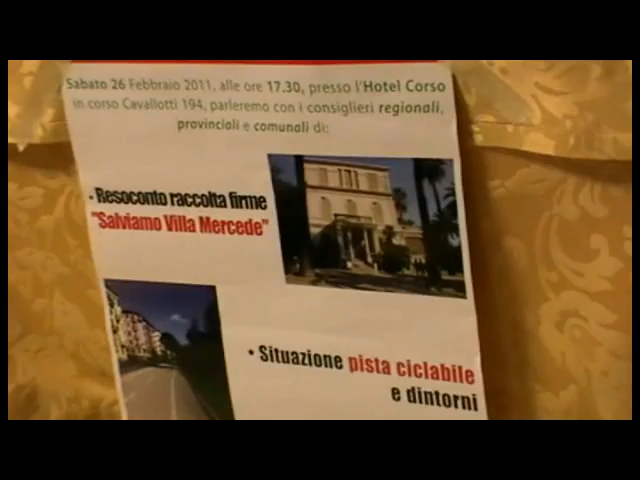 Sabato 26 Febbraio 2011, alle ore 17.30, presso l'Hotel Corso
in corso Cavallotti 194, parleremo con i consiglieri regionali,
provinciali e comunali di:
· Resoconto raccolta firme
"Salviamo Villa Mercede"
· Situazione pista ciclabile
e dintorni